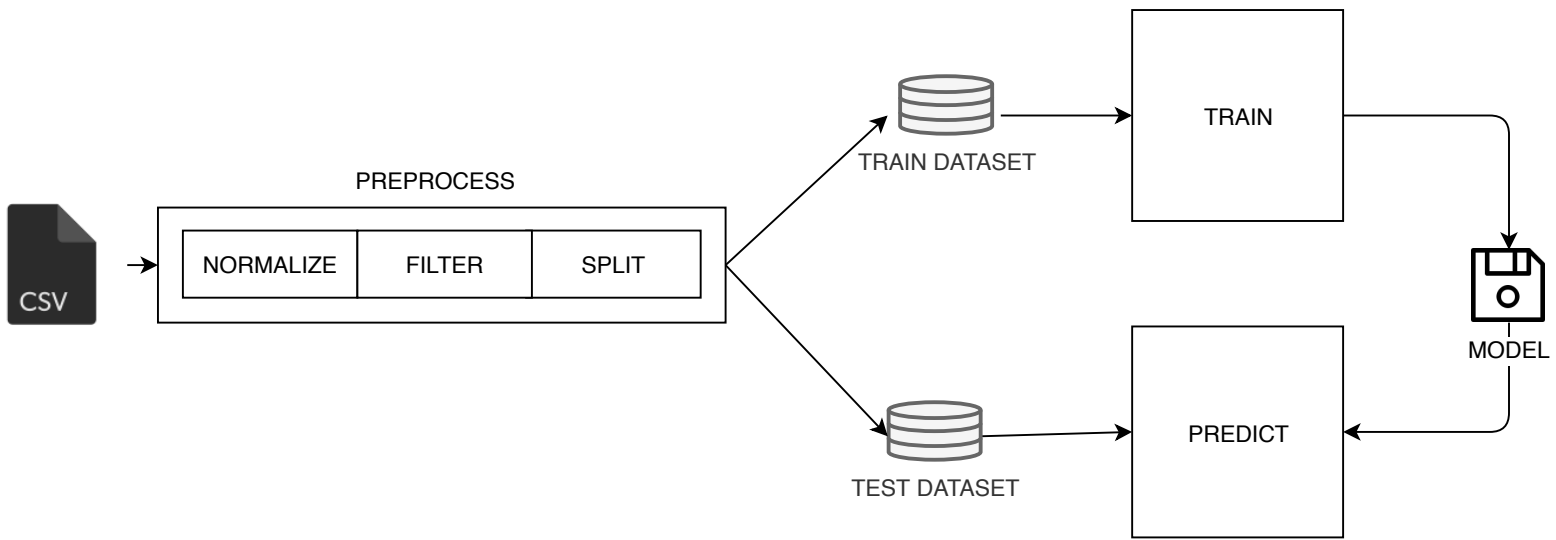 PREPROCESS
CSV
NORMALIZE
FILTER
SPLIT
TRAIN DATASET
TEST DATASET
TRAIN
PREDICT
MODEL